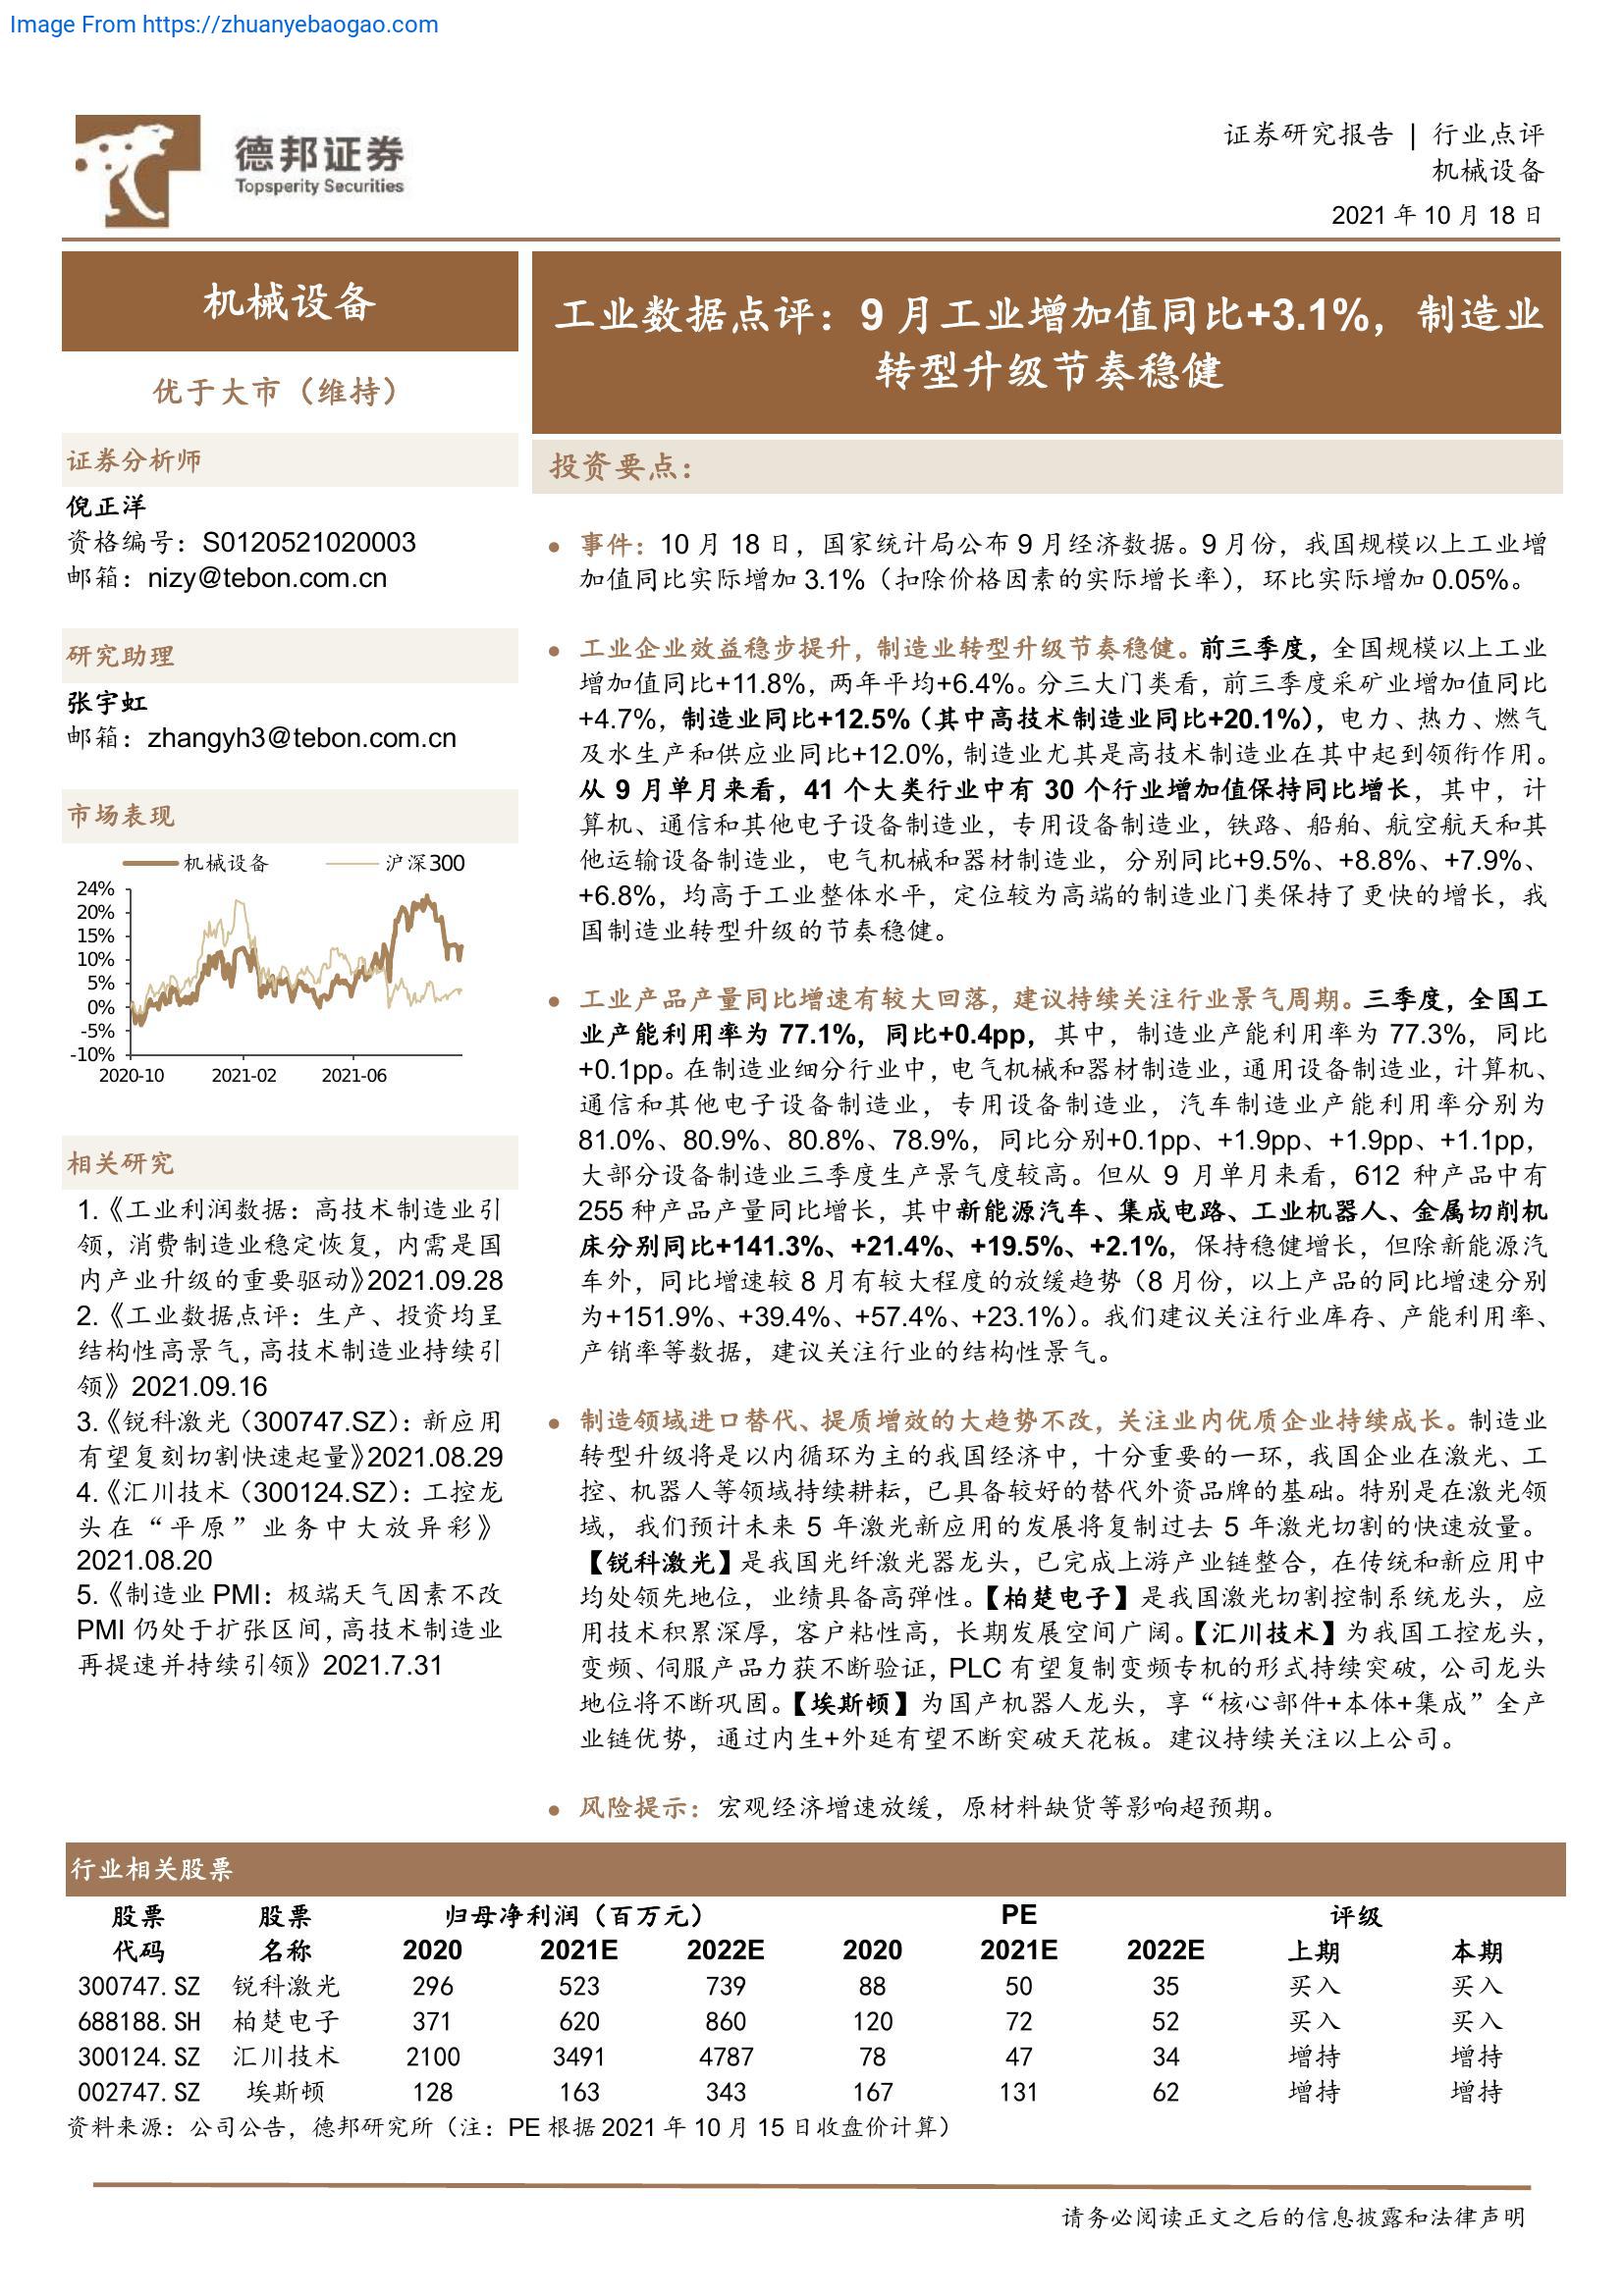 Image From https://zhuanyebaogao.com
德邦证券
Topsperity Securities
证券研究报告 | 行业点评
机械设备
2021 年 10 月 18 日
机械设备
优于大市（维持）
证券分析师
倪正洋
资格编号：S0120521020003
邮箱：nizy@tebon.com.cn
研究助理
张宇虹
邮箱：zhangyh3@tebon.com.cn
市场表现
机械设备 沪深300
24%
20%
15%
10%
5%
0%
-5%
-10%
2020-10 2021-02 2021-06
相关研究
1.《工业利润数据：高技术制造业引
领，消费制造业稳定恢复，内需是国
内产业升级的重要驱动》2021.09.28
2.《工业数据点评：生产、投资均呈
结构性高景气，高技术制造业持续引
领》2021.09.16
3.《锐科激光（300747.SZ）：新应用
有望复刻切割快速起量》2021.08.29
4.《汇川技术（300124.SZ）：工控龙
头在“平原”业务中大放异彩》
2021.08.20
5.《制造业 PMI：极端天气因素不改
PMI 仍处于扩张区间，高技术制造业
再提速并持续引领》2021.7.31
工业数据点评：9 月工业增加值同比+3.1%，制造业
转型升级节奏稳健
投资要点：
● 事件：10 月 18 日，国家统计局公布 9 月经济数据。9 月份，我国规模以上工业增
加值同比实际增加 3.1%（扣除价格因素的实际增长率），环比实际增加 0.05%。
● 工业企业效益稳步提升，制造业转型升级节奏稳健。前三季度，全国规模以上工业
增加值同比+11.8%，两年平均+6.4%。分三大门类看，前三季度采矿业增加值同比
+4.7%，制造业同比+12.5%（其中高技术制造业同比+20.1%），电力、热力、燃气
及水生产和供应业同比+12.0%，制造业尤其是高技术制造业在其中起到领衔作用。
从 9 月单月来看，41 个大类行业中有 30 个行业增加值保持同比增长，其中，计
算机、通信和其他电子设备制造业，专用设备制造业，铁路、船舶、航空航天和其
他运输设备制造业，电气机械和器材制造业，分别同比+9.5%、+8.8%、+7.9%、
+6.8%，均高于工业整体水平，定位较为高端的制造业门类保持了更快的增长，我
国制造业转型升级的节奏稳健。
● 工业产品产量同比增速有较大回落，建议持续关注行业景气周期。三季度，全国工
业产能利用率为 77.1%，同比+0.4pp，其中，制造业产能利用率为 77.3%，同比
+0.1pp。在制造业细分行业中，电气机械和器材制造业，通用设备制造业，计算机、
通信和其他电子设备制造业，专用设备制造业，汽车制造业产能利用率分别为
81.0%、80.9%、80.8%、78.9%，同比分别+0.1pp、+1.9pp、+1.9pp、+1.1pp，
大部分设备制造业三季度生产景气度较高。但从 9 月单月来看，612 种产品中有
255 种产品产量同比增长，其中新能源汽车、集成电路、工业机器人、金属切削机
床分别同比+141.3%、+21.4%、+19.5%、+2.1%，保持稳健增长，但除新能源汽
车外，同比增速较 8 月有较大程度的放缓趋势（8 月份，以上产品的同比增速分别
为+151.9%、+39.4%、+57.4%、+23.1%）。我们建议关注行业库存、产能利用率、
产销率等数据，建议关注行业的结构性景气。
● 制造领域进口替代、提质增效的大趋势不改，关注业内优质企业持续成长。制造业
转型升级将是以内循环为主的我国经济中，十分重要的一环，我国企业在激光、工
控、机器人等领域持续耕耘，已具备较好的替代外资品牌的基础。特别是在激光领
域，我们预计未来 5 年激光新应用的发展将复制过去 5 年激光切割的快速放量。
【锐科激光】是我国光纤激光器龙头，已完成上游产业链整合，在传统和新应用中
均处领先地位，业绩具备高弹性。【柏楚电子】是我国激光切割控制系统龙头，应
用技术积累深厚，客户粘性高，长期发展空间广阔。【汇川技术】为我国工控龙头，
变频、伺服产品力获不断验证，PLC 有望复制变频专机的形式持续突破，公司龙头
地位将不断巩固。【埃斯顿】为国产机器人龙头，享“核心部件+本体+集成”全产
业链优势，通过内生+外延有望不断突破天花板。建议持续关注以上公司。
● 风险提示：宏观经济增速放缓，原材料缺货等影响超预期。
行业相关股票
股票 股票 归母净利润（百万元） PE 评级
代码 名称 2020 2021E 2022E 2020 2021E 2022E 上期 本期
300747.SZ 锐科激光 296 523 739 88 50 35 买入 买入
688188.SH 柏楚电子 371 620 860 120 72 52 买入 买入
300124.SZ 汇川技术 2100 3491 4787 78 47 34 增持 增持
002747.SZ 埃斯顿 128 163 343 167 131 62 增持 增持
资料来源：公司公告，德邦研究所（注：PE 根据 2021 年 10 月 15 日收盘价计算）
请务必阅读正文之后的信息披露和法律声明